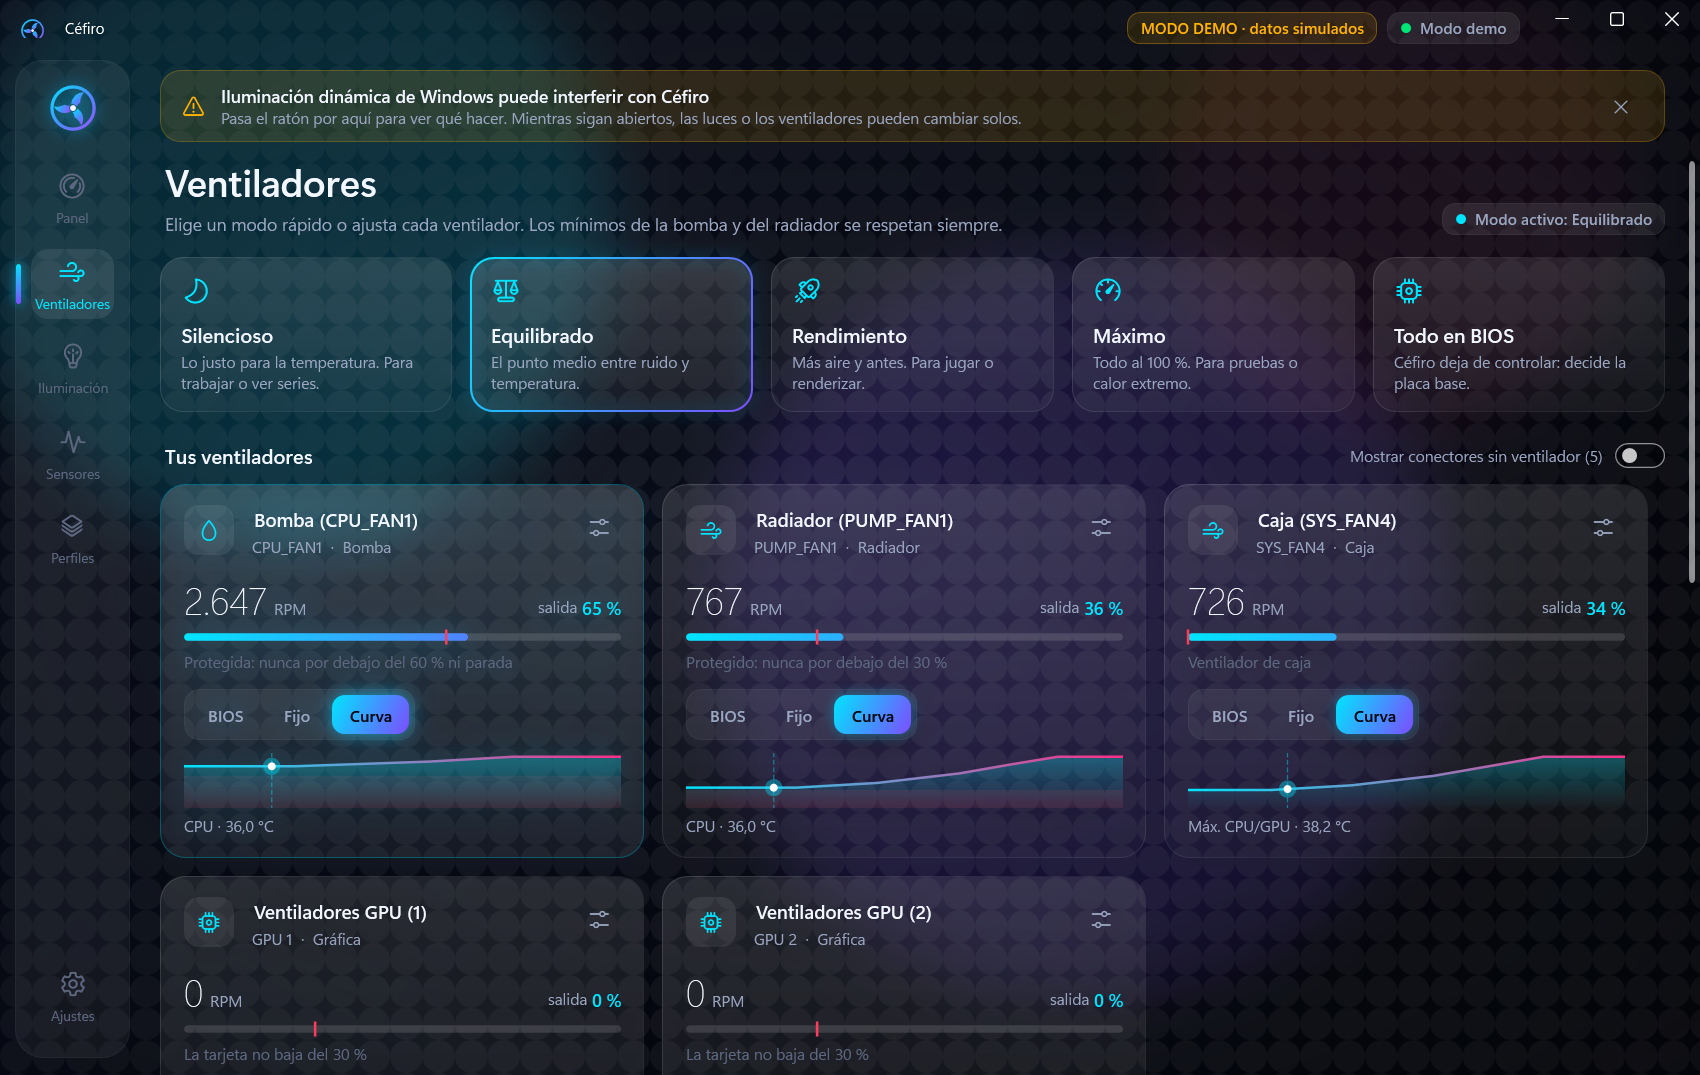 Céfiro
MODO DEMO · datos simulados
Modo demo
Iluminación dinámica de Windows puede interferir con Céfiro
Pasa el ratón por aquí para ver qué hacer. Mientras sigan abiertos, las luces o los ventiladores pueden cambiar solos.
Panel
Ventiladores
Iluminación
Sensores
Perfiles
Ajustes
Ventiladores
Elige un modo rápido o ajusta cada ventilador. Los mínimos de la bomba y del radiador se respetan siempre.
Modo activo: Equilibrado
Silencioso
Lo justo para la temperatura. Para
trabajar o ver series.
Equilibrado
El punto medio entre ruido y
temperatura.
Rendimiento
Más aire y antes. Para jugar o
renderizar.
Máximo
Todo al 100 %. Para pruebas o
calor extremo.
Todo en BIOS
Céfiro deja de controlar: decide la
placa base.
Tus ventiladores
Mostrar conectores sin ventilador (5)
Bomba (CPU_FAN1)
CPU_FAN1 · Bomba
2.647 RPM
salida 65 %
Protegida: nunca por debajo del 60 % ni parada
BIOS Fijo Curva
CPU · 36,0 °C
Radiador (PUMP_FAN1)
PUMP_FAN1 · Radiador
767 RPM
salida 36 %
Protegido: nunca por debajo del 30 %
BIOS Fijo Curva
CPU · 36,0 °C
Caja (SYS_FAN4)
SYS_FAN4 · Caja
726 RPM
salida 34 %
Ventilador de caja
BIOS Fijo Curva
Máx. CPU/GPU · 38,2 °C
Ventiladores GPU (1)
GPU 1 · Gráfica
0 RPM
salida 0 %
La tarjeta no baja del 30 %
Ventiladores GPU (2)
GPU 2 · Gráfica
0 RPM
salida 0 %
La tarjeta no baja del 30 %